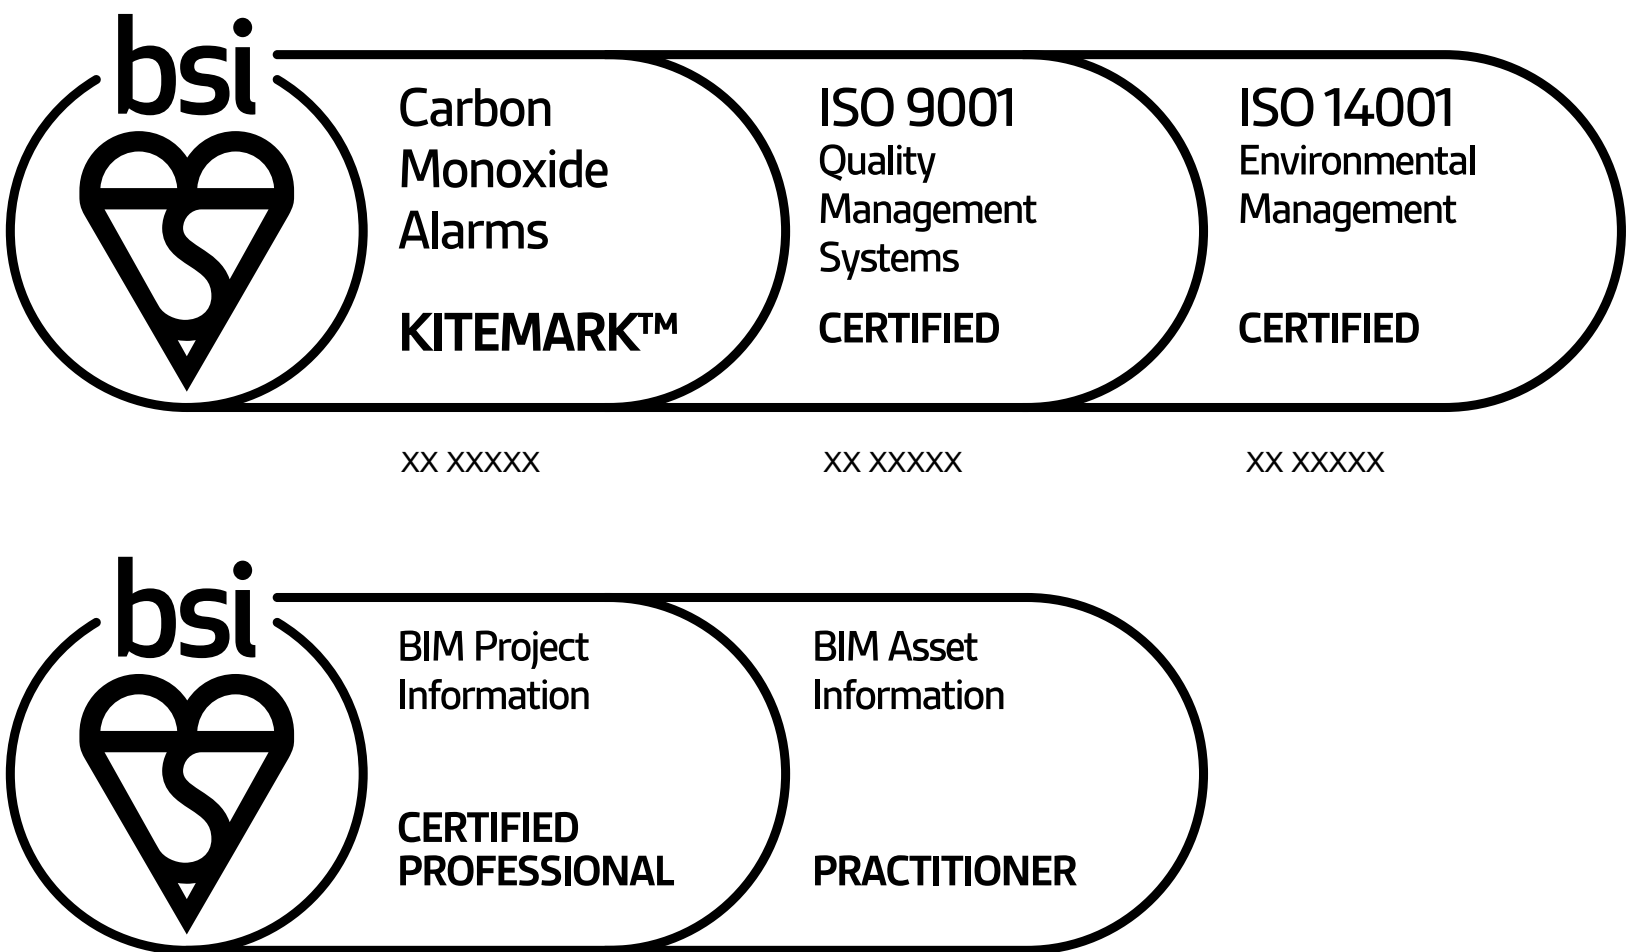 bsi
Carbon
Monoxide
Alarms
KITEMARK™
ISO 9001
Quality
Management
Systems
CERTIFIED
ISO 14001
Environmental
Management
CERTIFIED
XX XXXXX
XX XXXXX
XX XXXXX
bsi
BIM Project
Information
CERTIFIED
PROFESSIONAL
BIM Asset
Information
PRACTITIONER